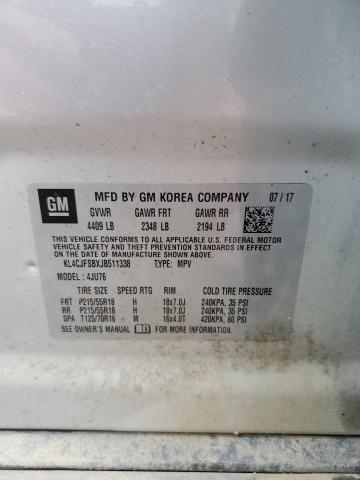 GM
MFD BY GM KOREA COMPANY 07/17
GVWR GAWR FRT GAWR RR
4409 LB 2348 LB 2194 LB
THIS VEHICLE CONFORMS TO ALL APPLICABLE U.S. FEDERAL MOTOR
VEHICLE SAFETY AND THEFT PREVENTION STANDARDS IN EFFECT ON
THE DATE OF MANUFACTURE SHOWN ABOVE.
KL4CJFSBXJB511338 TYPE: MPV
MODEL: 4JU76
TIRE SIZE SPEED RTG RIM COLD TIRE PRESSURE
FRT P215/55R18 H 18x7.0J 240KPA, 35 PSI
RR P215/55R18 H 18x7.0J 240KPA, 35 PSI
SPA T125/70R16 M 16x4.0T 420KPA, 60 PSI
SEE OWNER'S MANUAL FOR MORE INFORMATION